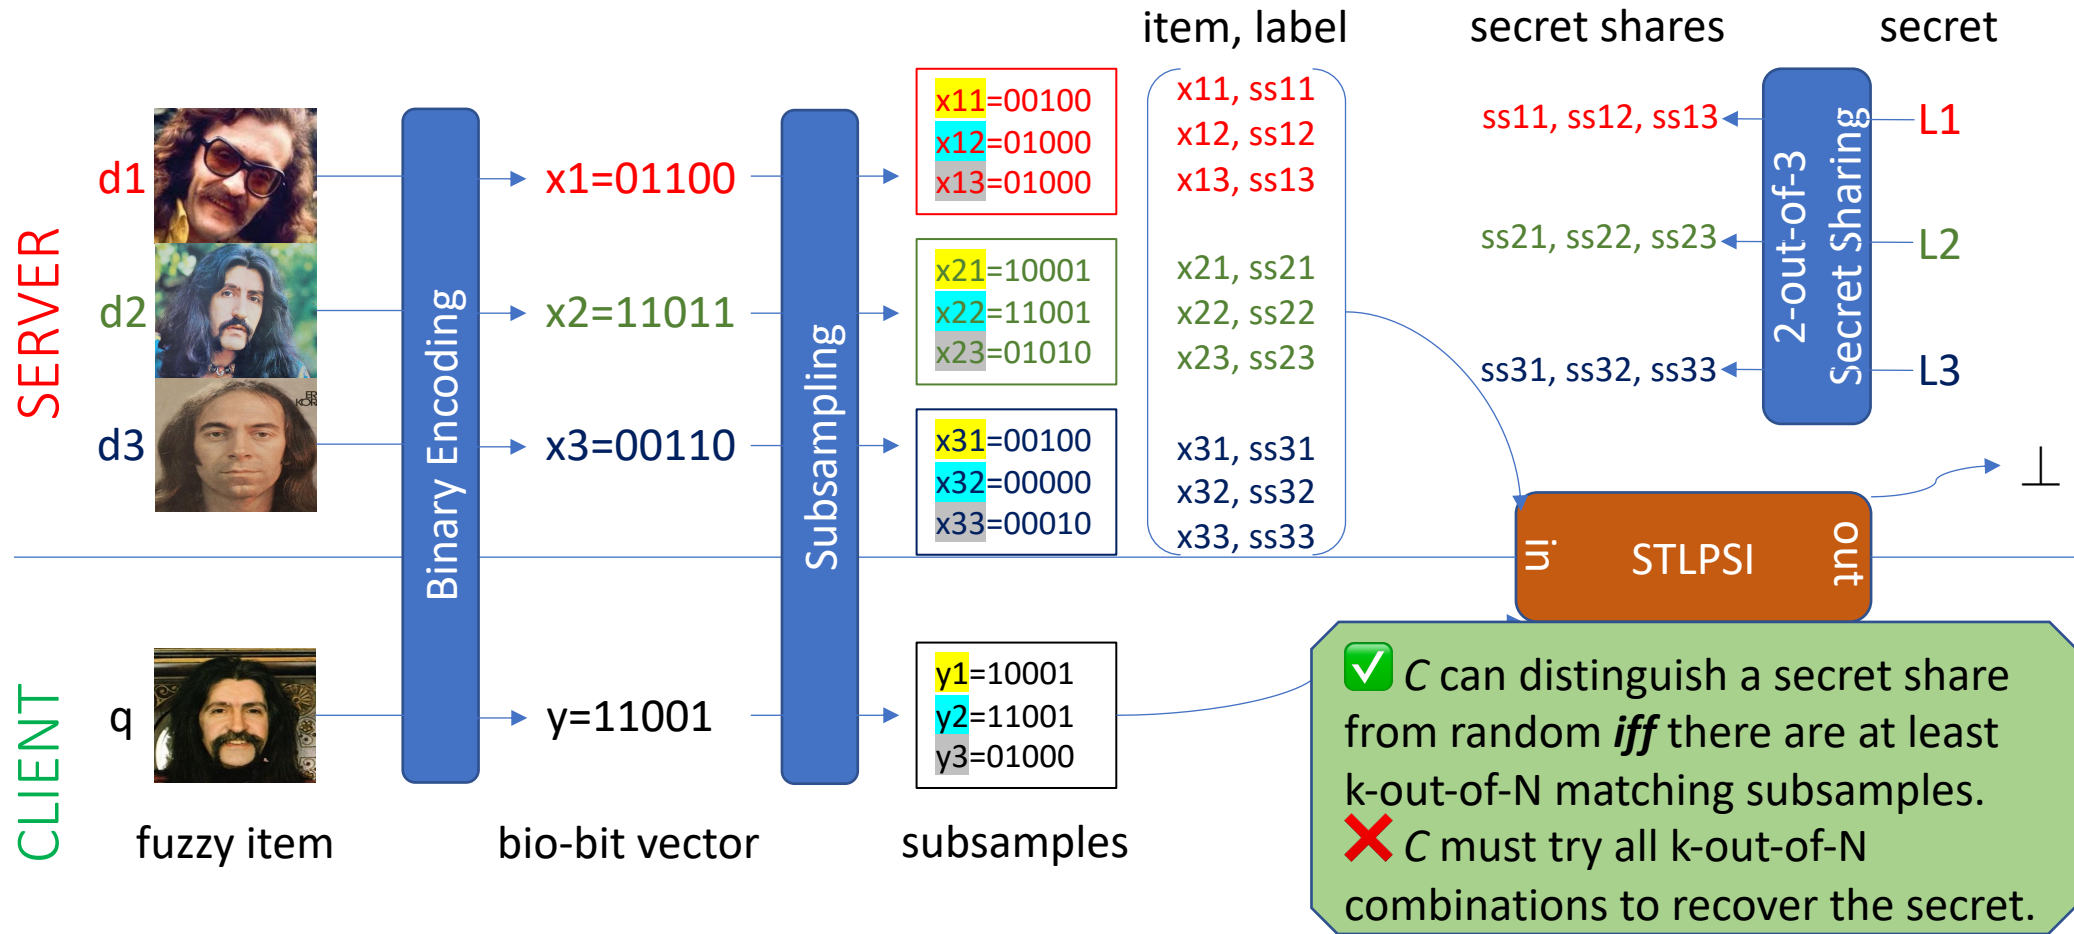 item, label
secret shares
secret
SERVER
d1
d2
d3
Binary Encoding
x1=01100
x2=11011
x3=00110
Subsampling
x11=00100
x12=01000
x13=01000
x21=10001
x22=11001
x23=01010
x31=00100
x32=00000
x33=00010
x11, ss11
x12, ss12
x13, ss13
x21, ss21
x22, ss22
x23, ss23
x31, ss31
x32, ss32
x33, ss33
ss11, ss12, ss13
ss21, ss22, ss23
ss31, ss32, ss33
2-out-of-3
Secret Sharing
L1
L2
L3
⊥
in
STLPSI
out
CLIENT
q
y=11001
y1=10001
y2=11001
y3=01000
fuzzy item
bio-bit vector
subsamples
✅ C can distinguish a secret share
from random iff there are at least
k-out-of-N matching subsamples.
❌ C must try all k-out-of-N
combinations to recover the secret.